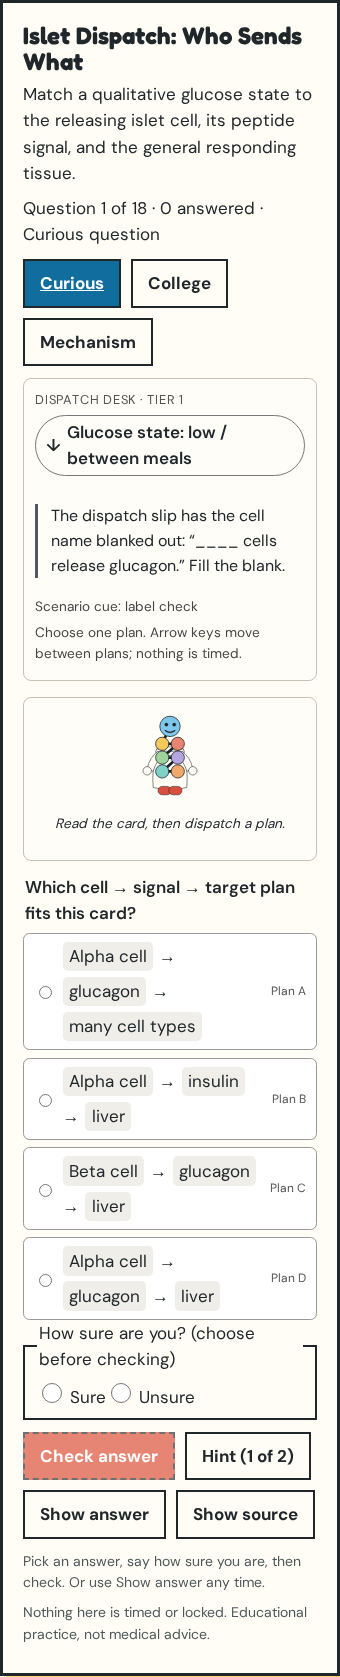 Islet Dispatch: Who Sends
What
Match a qualitative glucose state to
the releasing islet cell, its peptide
signal, and the general responding
tissue.
Question 1 of 18 · 0 answered ·
Curious question
Curious
College
Mechanism
DISPATCH DESK · TIER 1
↓ Glucose state: low /
between meals
The dispatch slip has the cell
name blanked out: “____ cells
release glucagon.” Fill the blank.
Scenario cue: label check
Choose one plan. Arrow keys move
between plans; nothing is timed.
Read the card, then dispatch a plan.
Which cell → signal → target plan
fits this card?
Alpha cell →
glucagon →
many cell types
Plan A
Alpha cell → insulin
→ liver
Plan B
Beta cell → glucagon
→ liver
Plan C
Alpha cell →
glucagon → liver
Plan D
How sure are you? (choose
before checking)
Sure Unsure
Check answer
Hint (1 of 2)
Show answer
Show source
Pick an answer, say how sure you are, then
check. Or use Show answer any time.
Nothing here is timed or locked. Educational
practice, not medical advice.